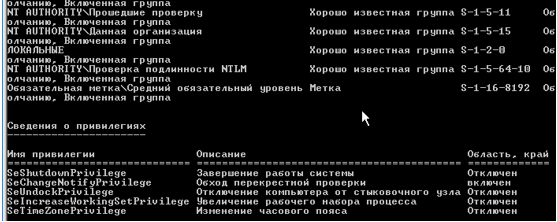 олчанию, Включенная группа
NT AUTHORITY\Прошедшие проверку Хорошо известная группа S-1-5-11 Об
олчанию, Включенная группа
NT AUTHORITY\Данная организация Хорошо известная группа S-1-5-15 Об
олчанию, Включенная группа
ЛОКАЛЬНЫЕ Хорошо известная группа S-1-2-0 Об
олчанию, Включенная группа
NT AUTHORITY\Проверка подлинности NTLM Хорошо известная группа S-1-5-64-10 Об
олчанию, Включенная группа
Обязательная метка\Средний обязательный уровень Метка S-1-16-8192 Об
олчанию, Включенная группа
Сведения о привилегиях
----------------------
Имя привилегии Описание Область, край
============================= ============================================ =============
SeShutdownPrivilege Завершение работы системы Отключен
SeChangeNotifyPrivilege Обход перекрестной проверки включен
SeUndockPrivilege Отключение компьютера от стыковочного узла Отключен
SeIncreaseWorkingSetPrivilege Увеличение рабочего набора процесса Отключен
SeTimeZonePrivilege Изменение часового пояса Отключен